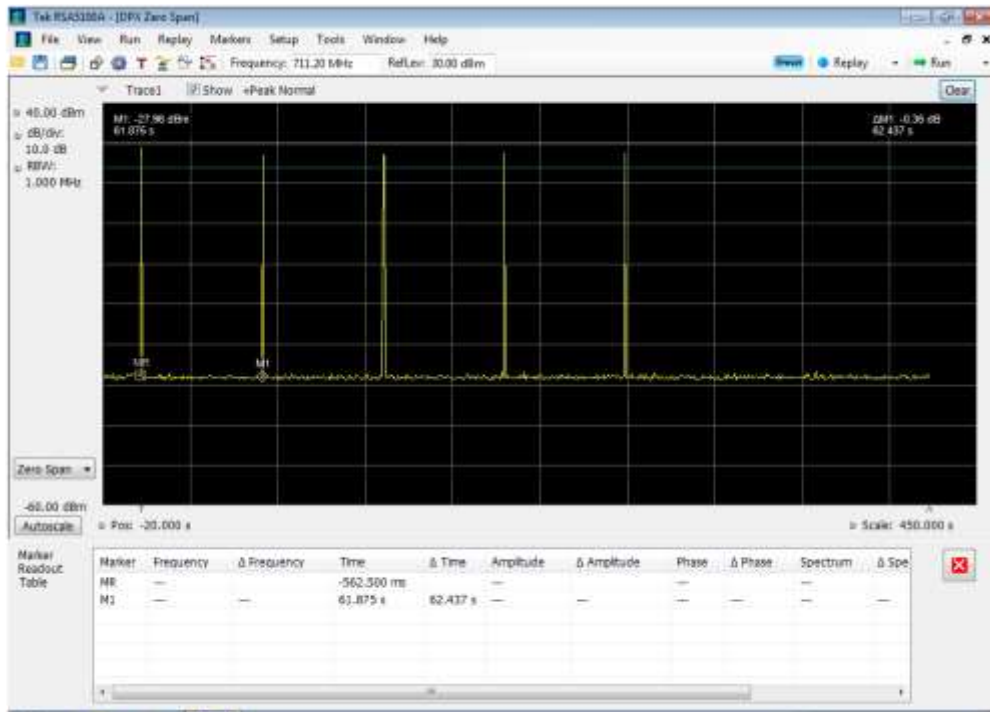 Tek RSA5100A - [DPX Zero Span]
File View Run Replay Markers Setup Tools Window Help
Frequency: 711.20 MHz RefLev: 30.00 dBm Preset Replay Run
Trace1 Show +Peak Normal Clear
40.00 dBm
dB/div:
10.0 dB
RBW:
1.000 MHz
M1: -27.96 dBm
61.875 s
ΔM1: -0.36 dB
62.437 s
MR
M1
Zero Span
-60.00 dBm
Autoscale
Pos: -20.000 s
Scale: 450.000 s
Marker
Readout
Table
Marker Frequency Δ Frequency Time Δ Time Amplitude Δ Amplitude Phase Δ Phase Spectrum Δ Spe
MR --- -562.500 ms --- --- ---
M1 --- --- 61.875 s 62.437 s --- --- --- --- --- ---